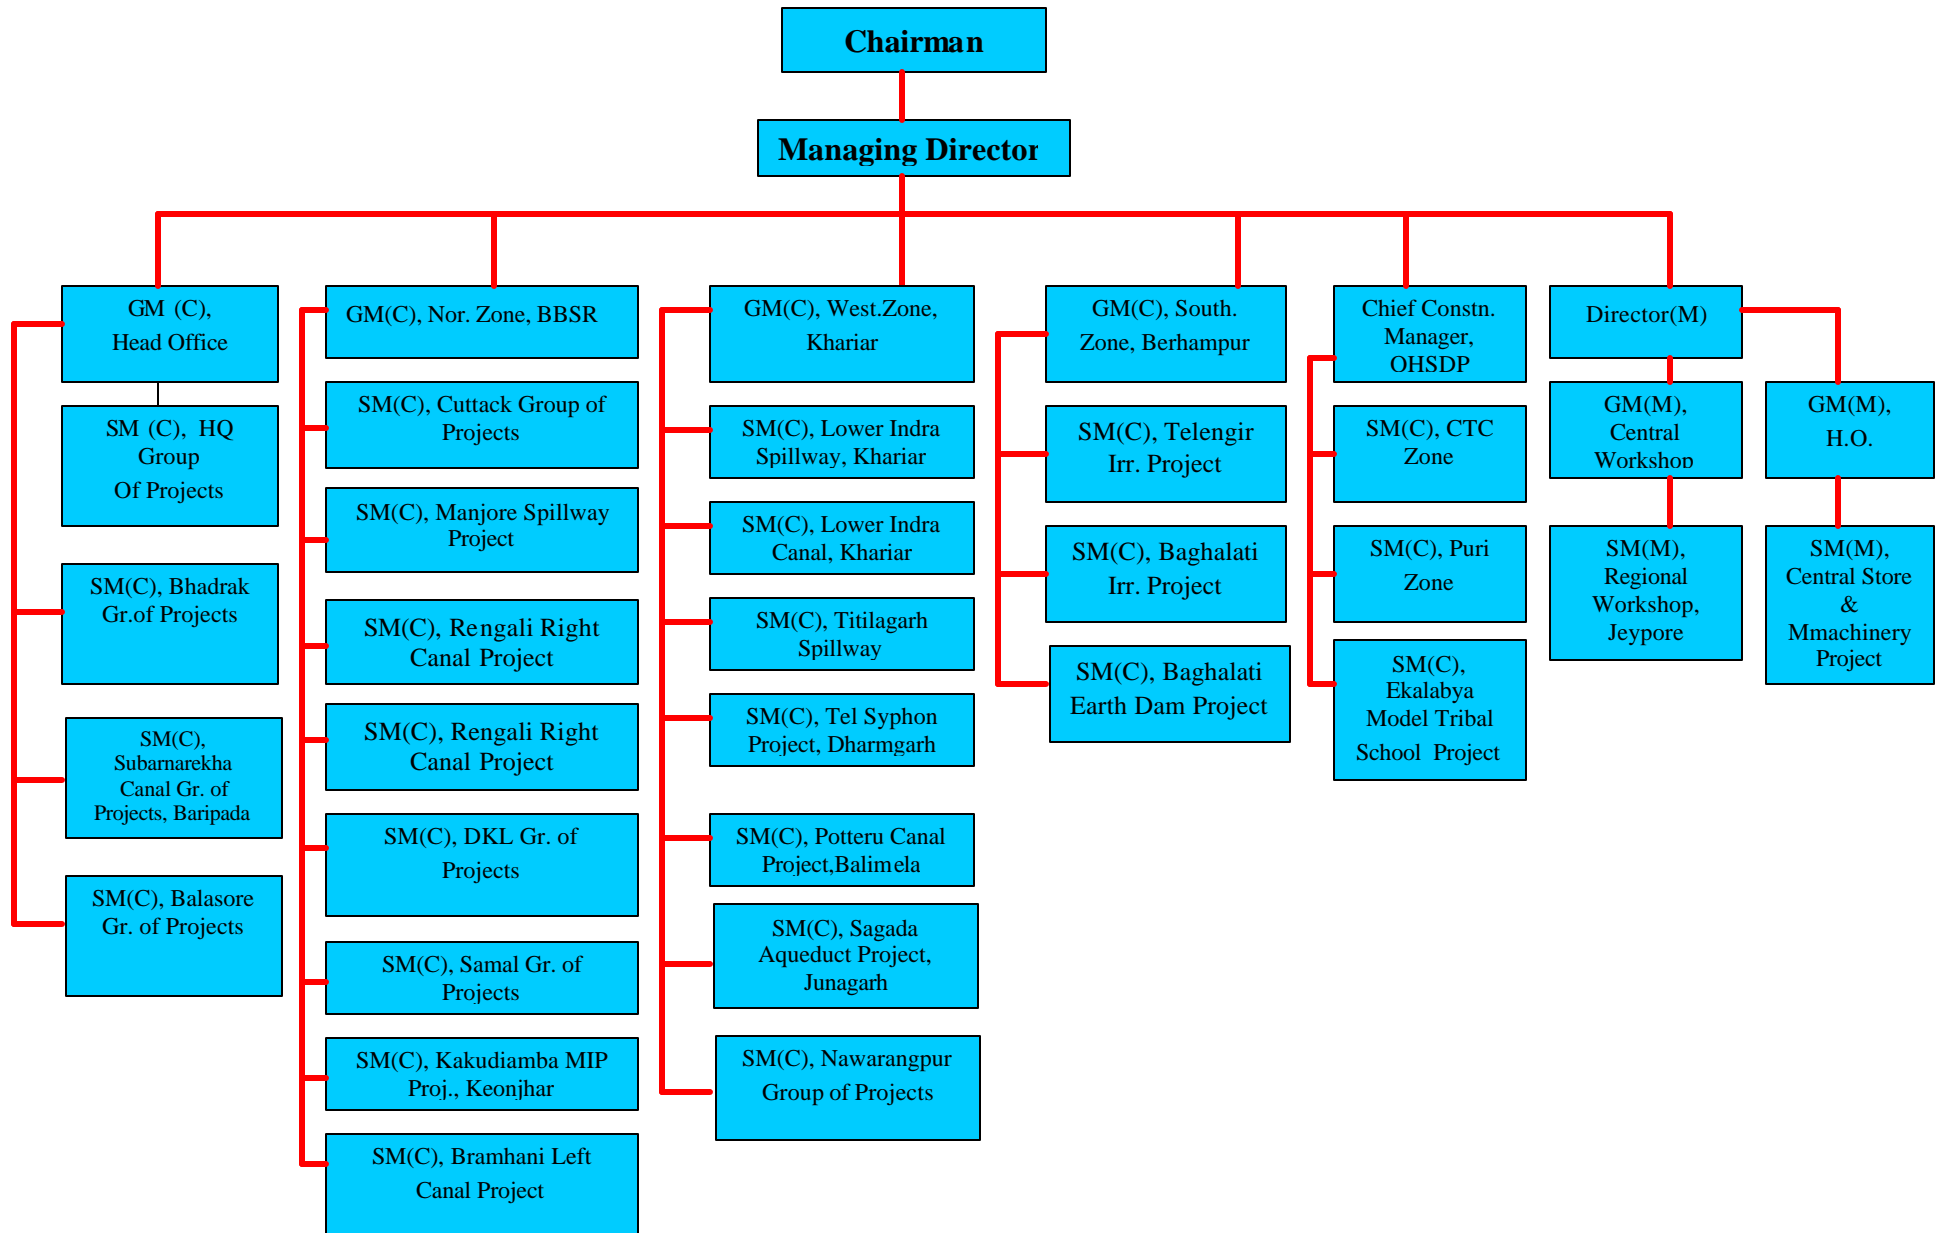 Chairman
Managing Director
GM (C),
Head Office
SM (C), HQ
Group
Of Projects
SM(C), Bhadrak
Gr.of Projects
SM(C),
Subarnarekha
Canal Gr. of
Projects, Baripada
SM(C), Balasore
Gr. of Projects
GM(C), Nor. Zone, BBSR
SM(C), Cuttack Group of
Projects
SM(C), Manjore Spillway
Project
SM(C), Rengali Right
Canal Project
SM(C), Rengali Right
Canal Project
SM(C), DKL Gr. of
Projects
SM(C), Samal Gr. of
Projects
SM(C), Kakudiamba MIP
Proj., Keonjhar
SM(C), Bramhani Left
Canal Project
GM(C), West.Zone,
Khariar
SM(C), Lower Indra
Spillway, Khariar
SM(C), Lower Indra
Canal, Khariar
SM(C), Titilagarh
Spillway
SM(C), Tel Syphon
Project, Dharmgarh
SM(C), Potteru Canal
Project,Balimela
SM(C), Sagada
Aqueduct Project,
Junagarh
SM(C), Nawarangpur
Group of Projects
GM(C), South.
Zone, Berhampur
SM(C), Telengir
Irr. Project
SM(C), Baghalati
Irr. Project
SM(C), Baghalati
Earth Dam Project
Chief Constn.
Manager,
OHSDP
SM(C), CTC
Zone
SM(C), Puri
Zone
SM(C),
Ekalabya
Model Tribal
School Project
Director(M)
GM(M),
Central
Workshop
SM(M),
Regional
Workshop,
Jeypore
GM(M),
H.O.
SM(M),
Central Store
&
Mmachinery
Project